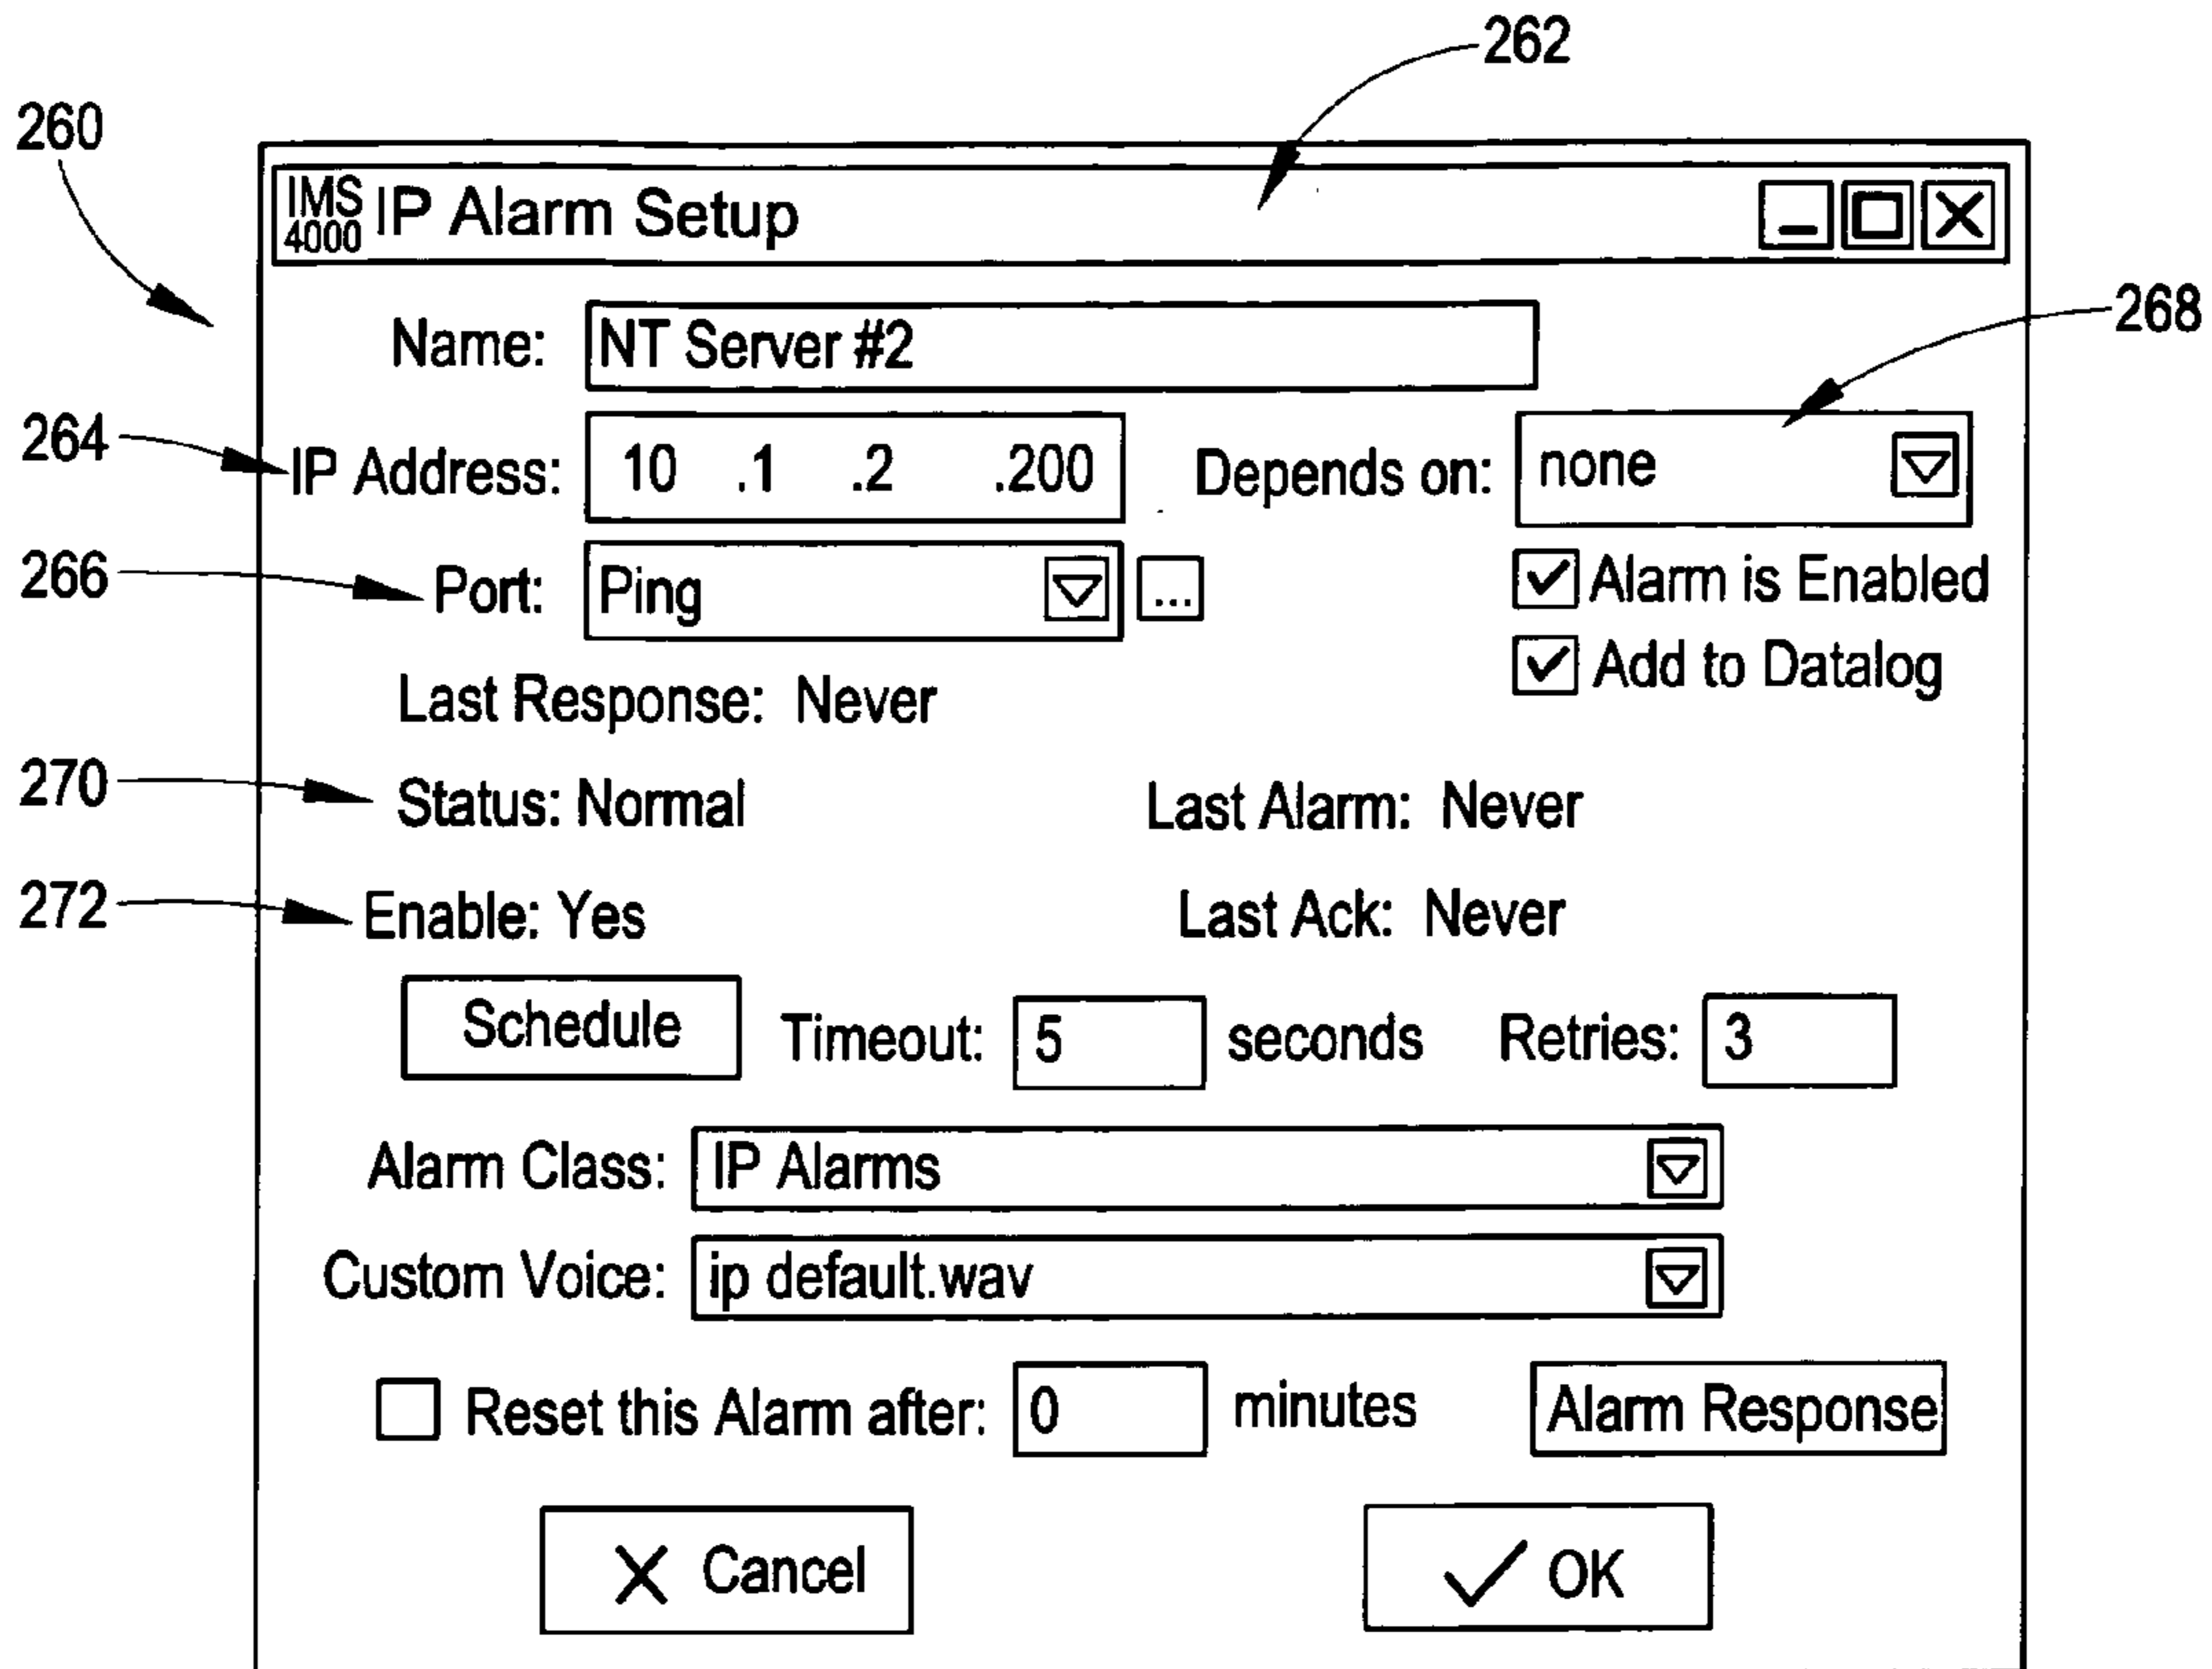 262
260
IMS 4000 IP Alarm Setup
268
Name: NT Server #2
264
IP Address: 10 .1 .2 .200 Depends on: none
266
Port: Ping ... Alarm is Enabled
Add to Datalog
Last Response: Never
270
Status: Normal Last Alarm: Never
272
Enable: Yes Last Ack: Never
Schedule Timeout: 5 seconds Retries: 3
Alarm Class: IP Alarms
Custom Voice: ip default.wav
Reset this Alarm after: 0 minutes Alarm Response
Cancel OK